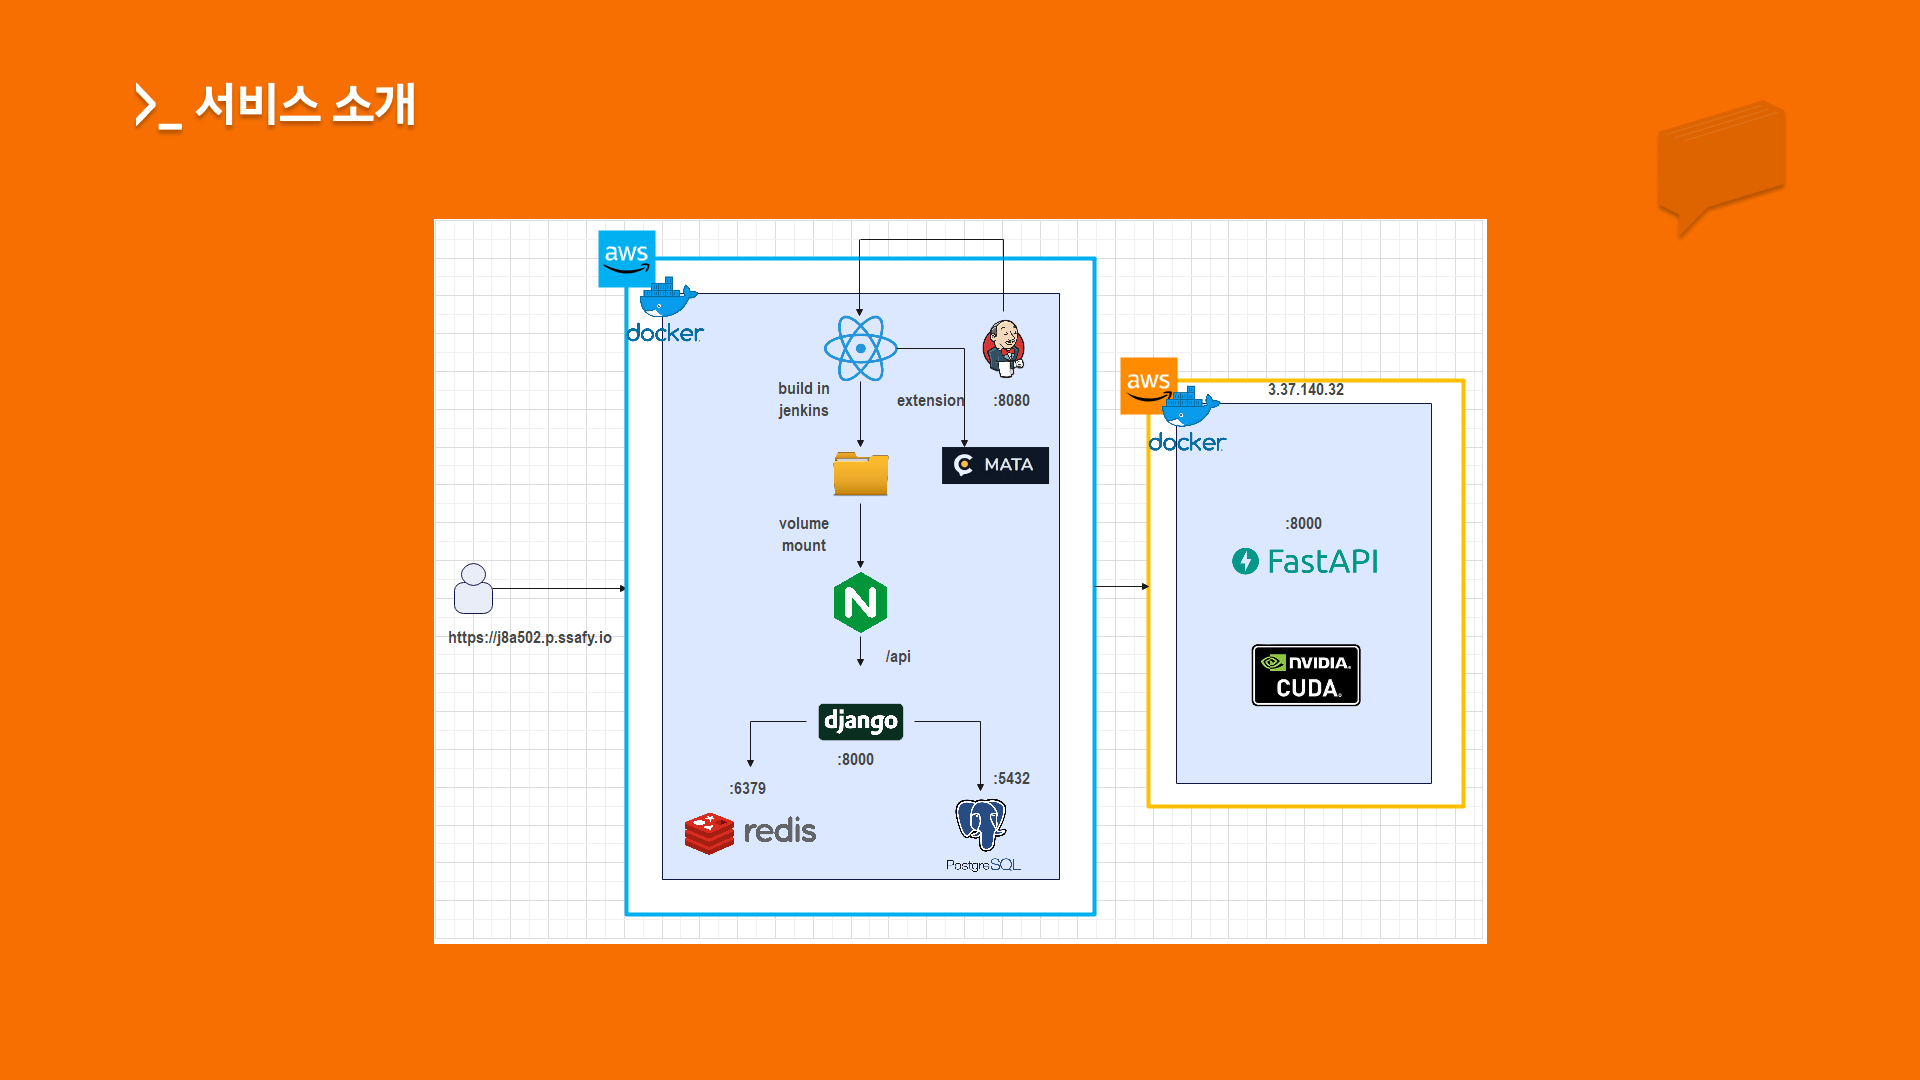 >_ 서비스 소개
aws
docker
build in
jenkins
extension
:8080
MATA
volume
mount
N
/api
django
:8000
:6379
redis
:5432
PostgreSQL
https://j8a502.p.ssafy.io
aws
docker
3.37.140.32
:8000
FastAPI
NVIDIA.
CUDA.